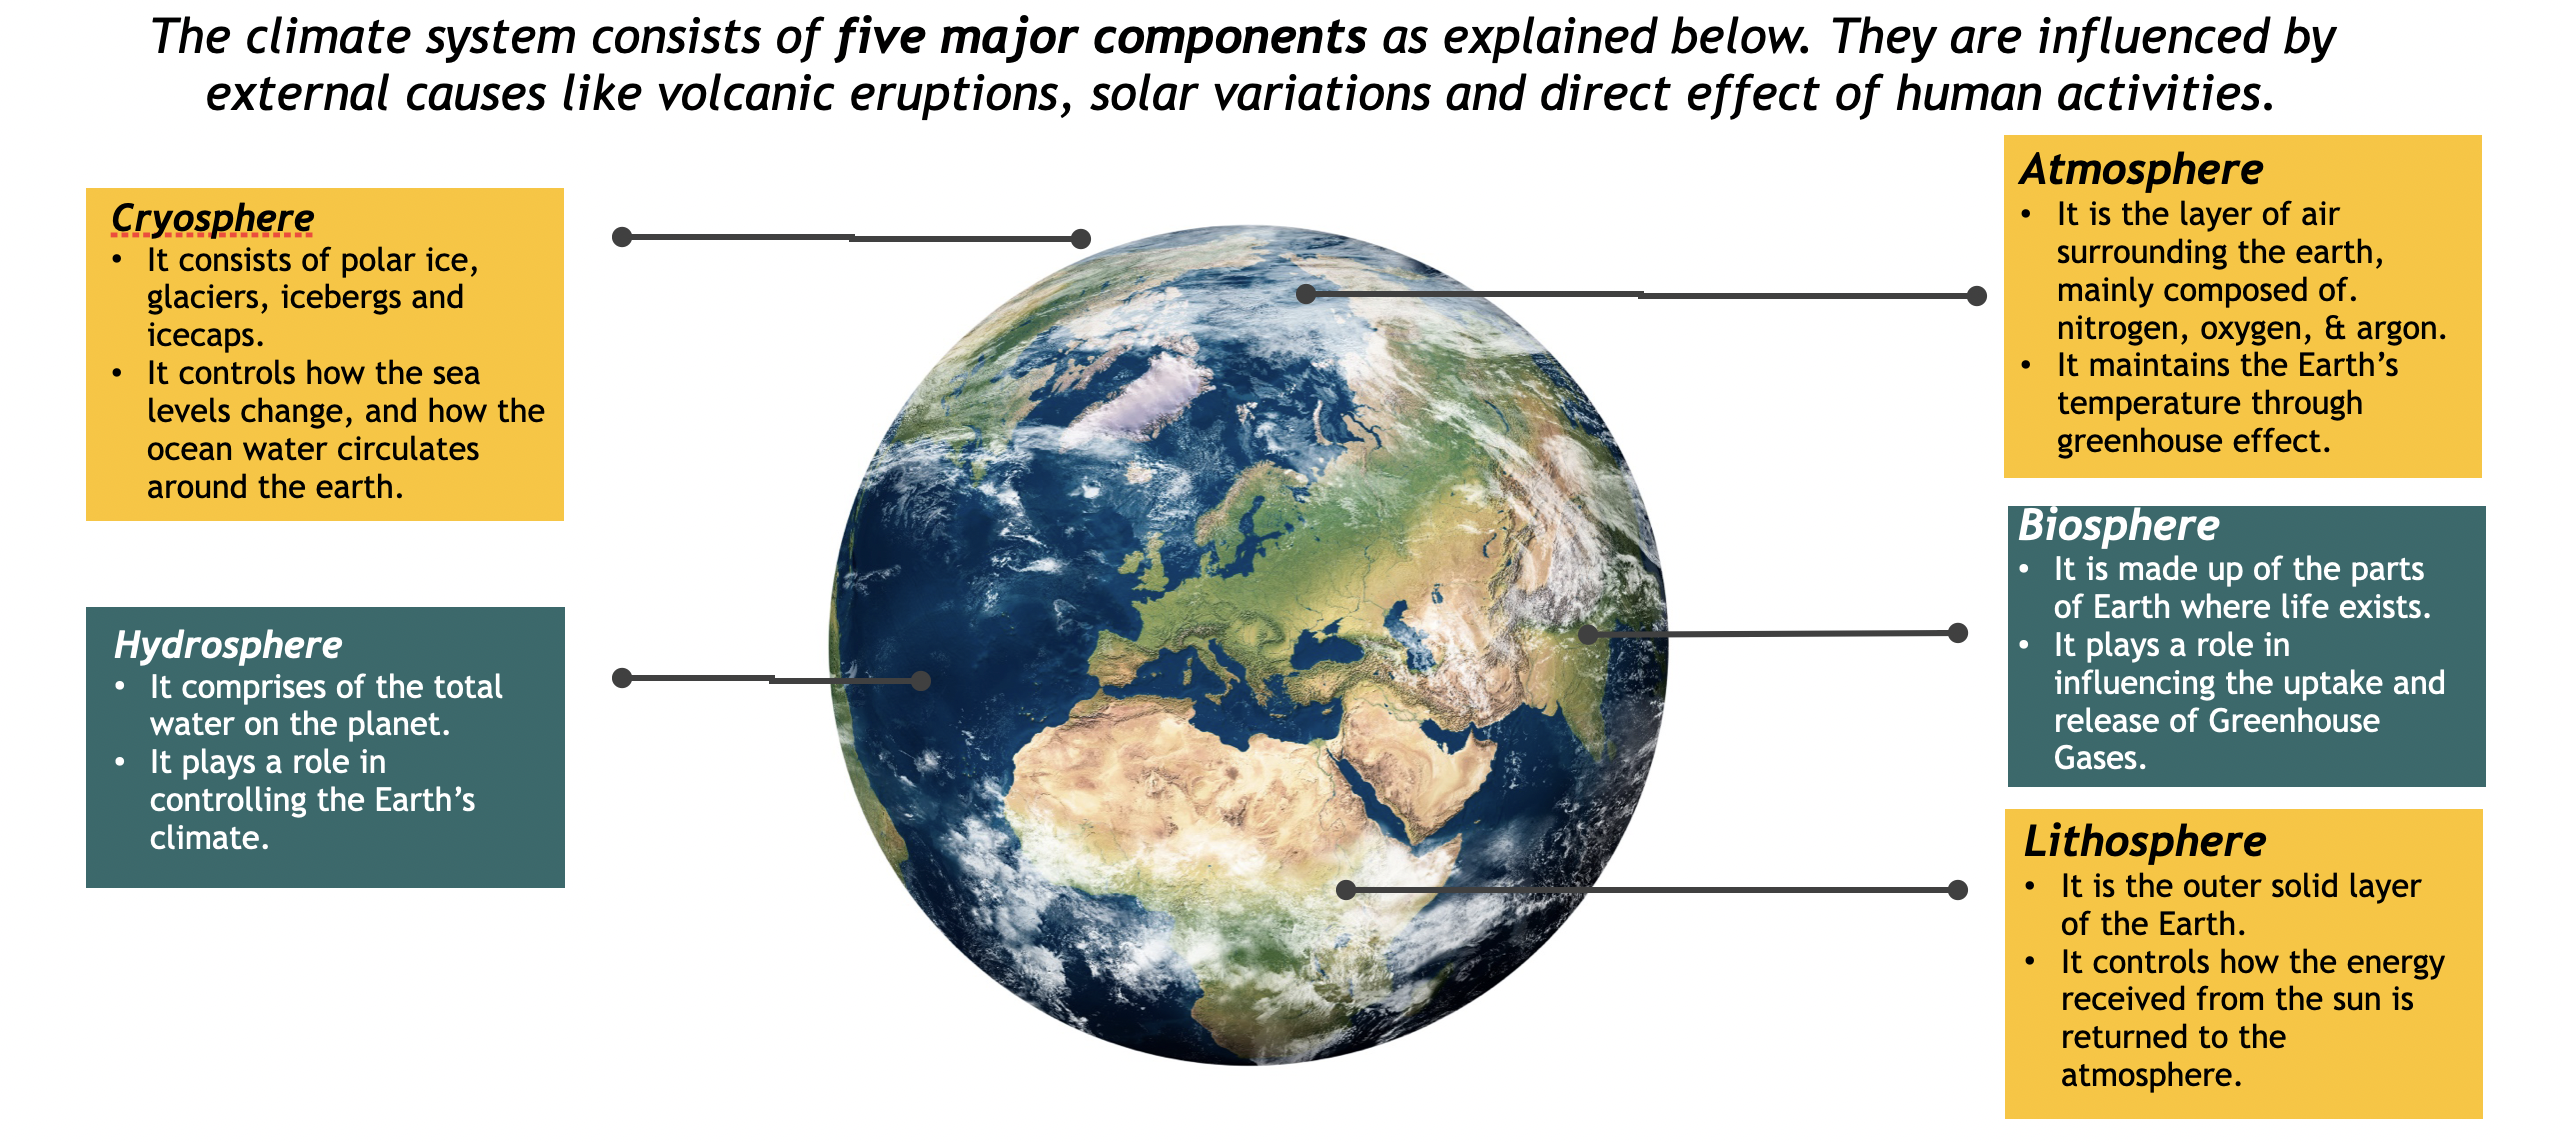 The climate system consists of five major components as explained below. They are influenced by
external causes like volcanic eruptions, solar variations and direct effect of human activities.
Cryosphere
• It consists of polar ice,
glaciers, icebergs and
icecaps.
• It controls how the sea
levels change, and how the
ocean water circulates
around the earth.
Hydrosphere
• It comprises of the total
water on the planet.
• It plays a role in
controlling the Earth’s
climate.
Atmosphere
• It is the layer of air
surrounding the earth,
mainly composed of.
nitrogen, oxygen, & argon.
• It maintains the Earth’s
temperature through
greenhouse effect.
Biosphere
• It is made up of the parts
of Earth where life exists.
• It plays a role in
influencing the uptake and
release of Greenhouse
Gases.
Lithosphere
• It is the outer solid layer
of the Earth.
• It controls how the energy
received from the sun is
returned to the
atmosphere.